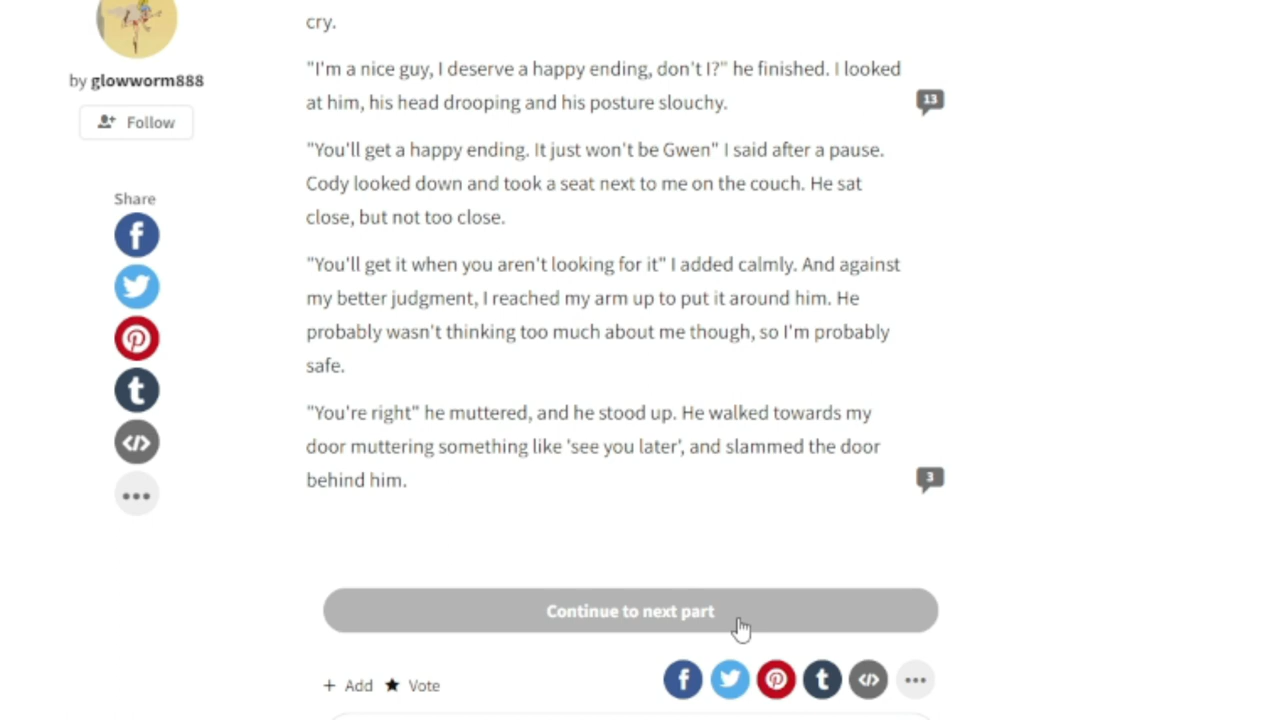 cry.
"I'm a nice guy, I deserve a happy ending, don't I?" he finished. I looked
at him, his head drooping and his posture slouchy.
13
"You'll get a happy ending. It just won't be Gwen" I said after a pause.
Cody looked down and took a seat next to me on the couch. He sat
close, but not too close.
"You'll get it when you aren't looking for it" I added calmly. And against
my better judgment, I reached my arm up to put it around him. He
probably wasn't thinking too much about me though, so I'm probably
safe.
"You're right" he muttered, and he stood up. He walked towards my
door muttering something like 'see you later', and slammed the door
behind him.
3
by glowworm888
Follow
Share
Continue to next part
+ Add ★ Vote